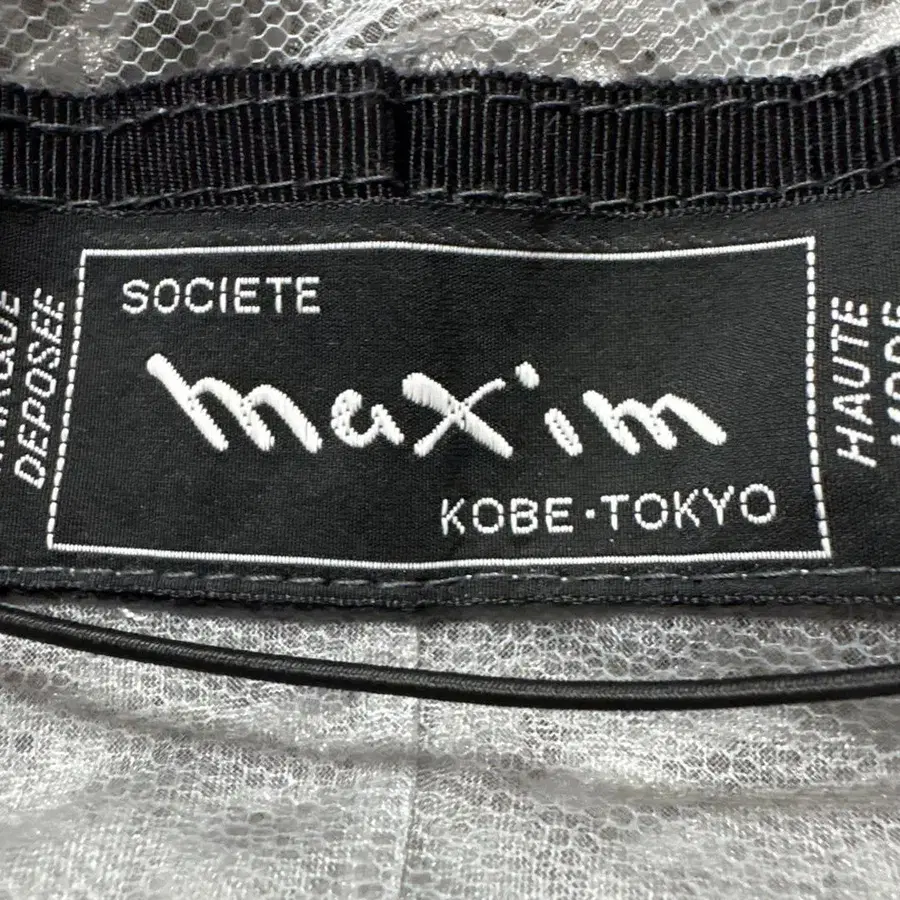 SOCIETE
maxim
KOBE·TOKYO
DEPOSEE
HAUTE